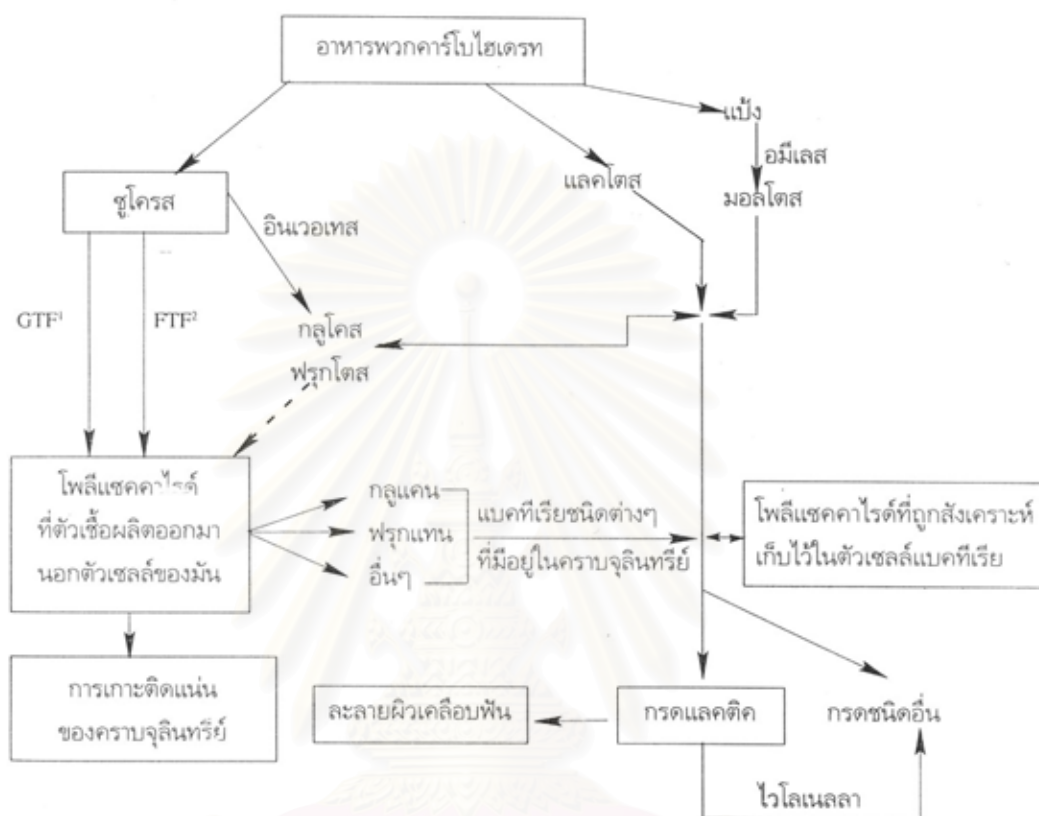 อาหารพวกคาร์โบไฮเดรท
แป้ง
อมีเลส
แลคโตส
มอลโตส
ซูโครส
อินเวอเทส
GTF¹
FTF²
กลูโคส
ฟรุกโตส
โพลีแซคคาไรด์
ที่ตัวเชื้อผลิตออกมา
นอกตัวเซลล์ของมัน
กลูแคน
ฟรุกแทน
อื่นๆ
แบคทีเรียชนิดต่างๆ
ที่มีอยู่ในคราบจุลินทรีย์
โพลีแซคคาไรด์ที่ถูกสังเคราะห์
เก็บไว้ในตัวเซลล์แบคทีเรีย
การเกาะติดแน่น
ของคราบจุลินทรีย์
ละลายผิวเคลือบฟัน
กรดแลคติค
กรดชนิดอื่น
ไวโลเนลลา